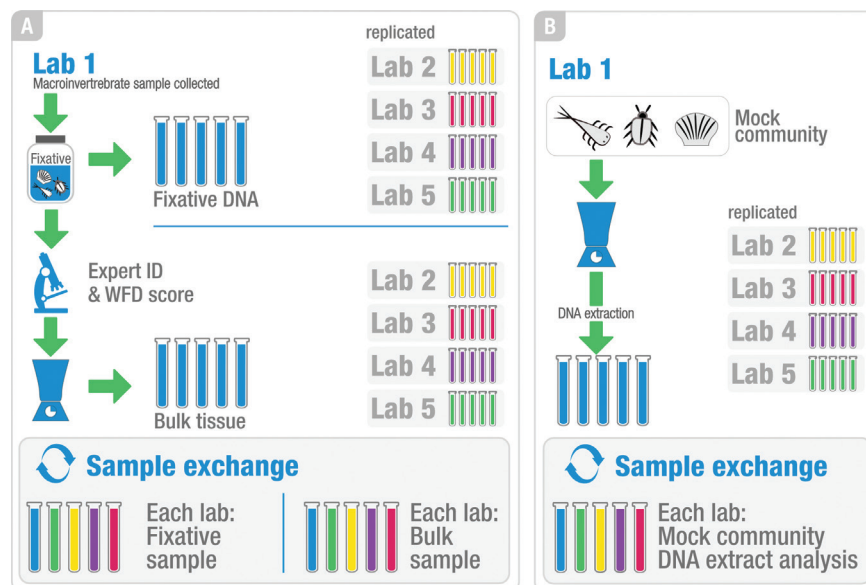 A
Lab 1
Macroinvertrebrate sample collected
Fixative
Fixative DNA
replicated
Lab 2
Lab 3
Lab 4
Lab 5
Expert ID
& WFD score
Bulk tissue
Lab 2
Lab 3
Lab 4
Lab 5
Sample exchange
Each lab:
Fixative
sample
Each lab:
Bulk
sample
B
Lab 1
Mock
community
replicated
Lab 2
Lab 3
Lab 4
Lab 5
DNA extraction
Sample exchange
Each lab:
Mock community
DNA extract analysis